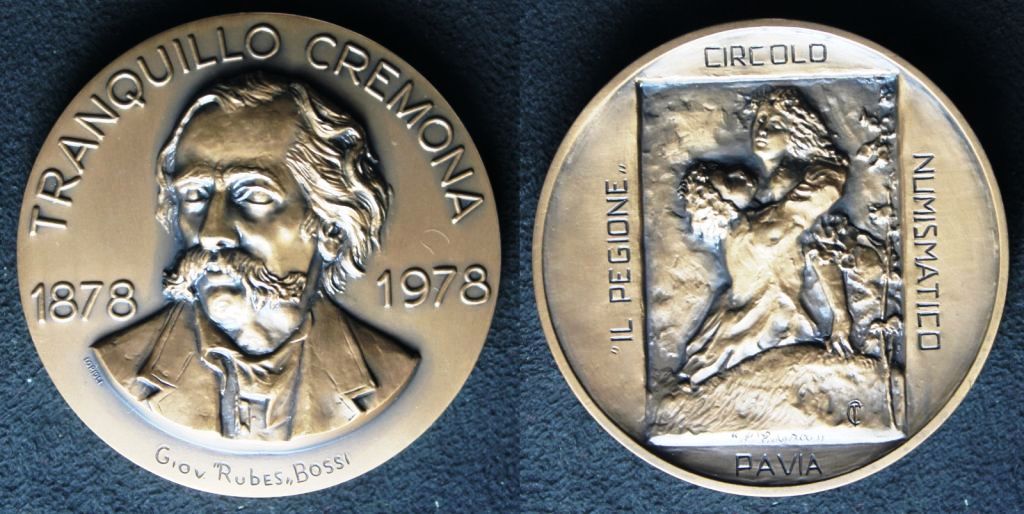 TRANQUILLO CREMONA
1878 1978
Giov "Rubes„ Bossi
CIRCOLO
"IL PEGIONE„
NUMISMATICO
PAVIA